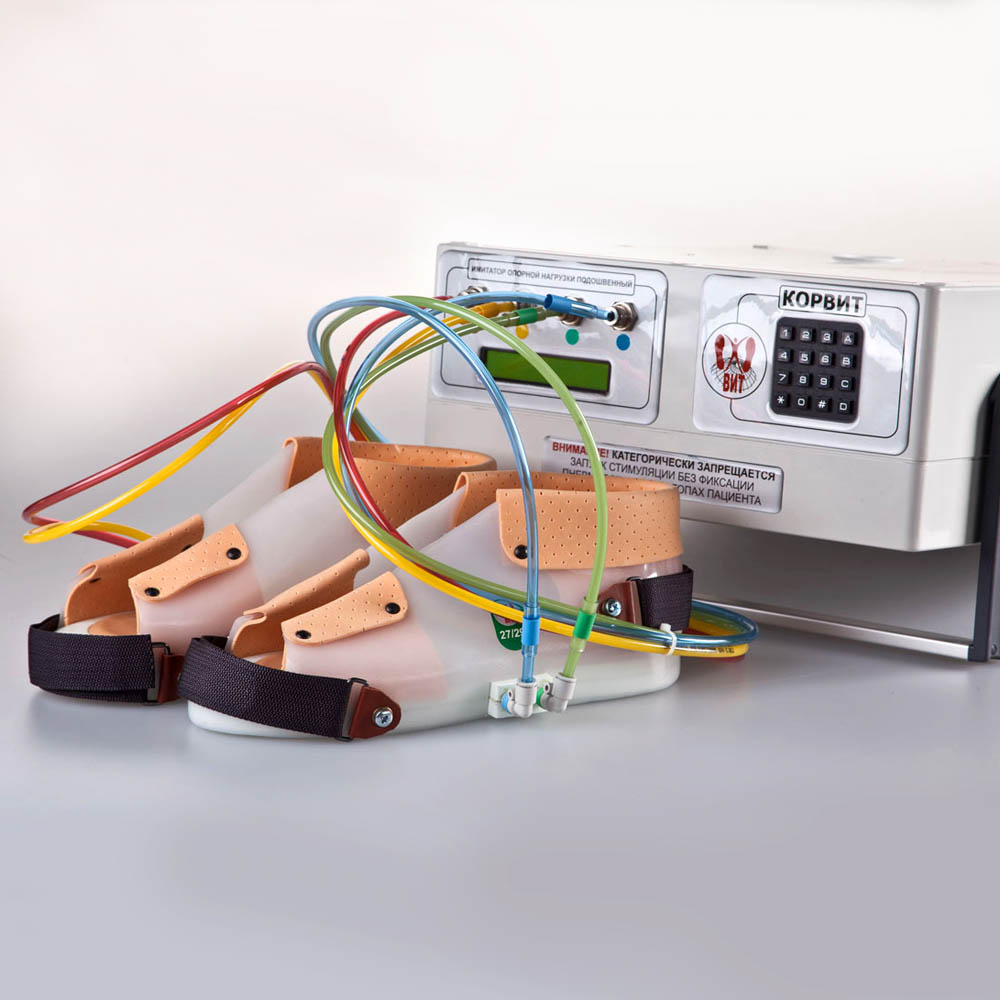 ИМИТАТОР ОПОРНОЙ НАГРУЗКИ ПОДОШВЕННЫЙ
КОРВИТ
1 2 3 A
4 5 6 B
7 8 9 C
* 0 # D
ВИТ
КАТЕГОРИЧЕСКИ ЗАПРЕЩАЕТСЯ
СТИМУЛЯЦИИ БЕЗ ФИКСАЦИИ
ПАЦИЕНТА